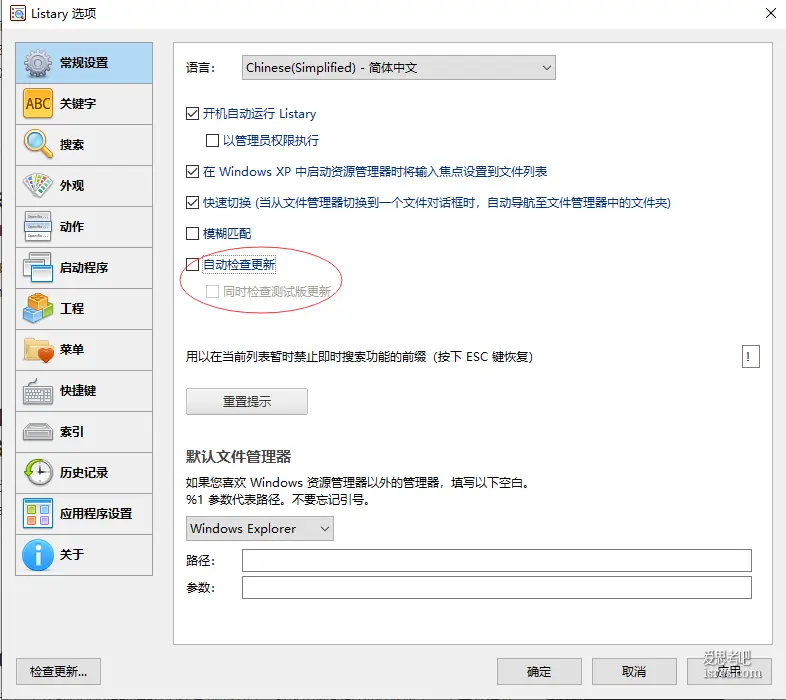 Listary 选项
常规设置
ABC 关键字
搜索
外观
动作
启动程序
工程
菜单
快捷键
索引
历史记录
应用程序设置
关于
语言：
Chinese(Simplified) - 简体中文
开机自动运行 Listary
以管理员权限执行
在 Windows XP 中启动资源管理器时将输入焦点设置到文件列表
快速切换 (当从文件管理器切换到一个文件对话框时，自动导航至文件管理器中的文件夹)
模糊匹配
自动检查更新
同时检查测试版更新
用以在当前列表暂时禁止即时搜索功能的前缀（按下 ESC 键恢复） !
重置提示
默认文件管理器
如果您喜欢 Windows 资源管理器以外的管理器，填写以下空白。
%1 参数代表路径。不要忘记引号。
Windows Explorer
路径：
参数：
检查更新...
确定
取消
应用
爱思考吧